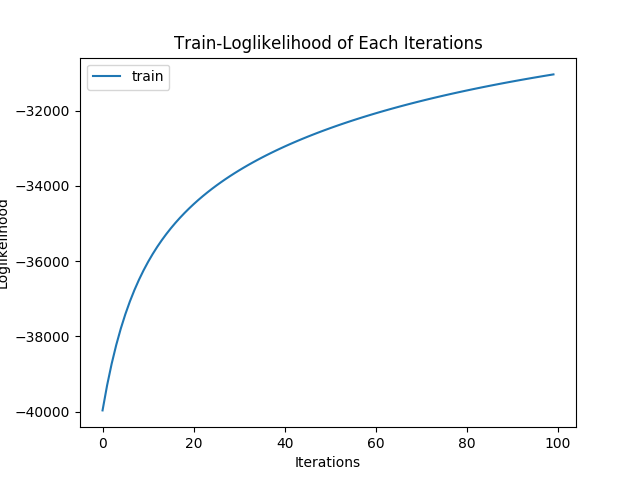 Train-Loglikelihood of Each Iterations
train
−32000
−34000
−36000
−38000
−40000
Loglikelihood
0 20 40 60 80 100
Iterations